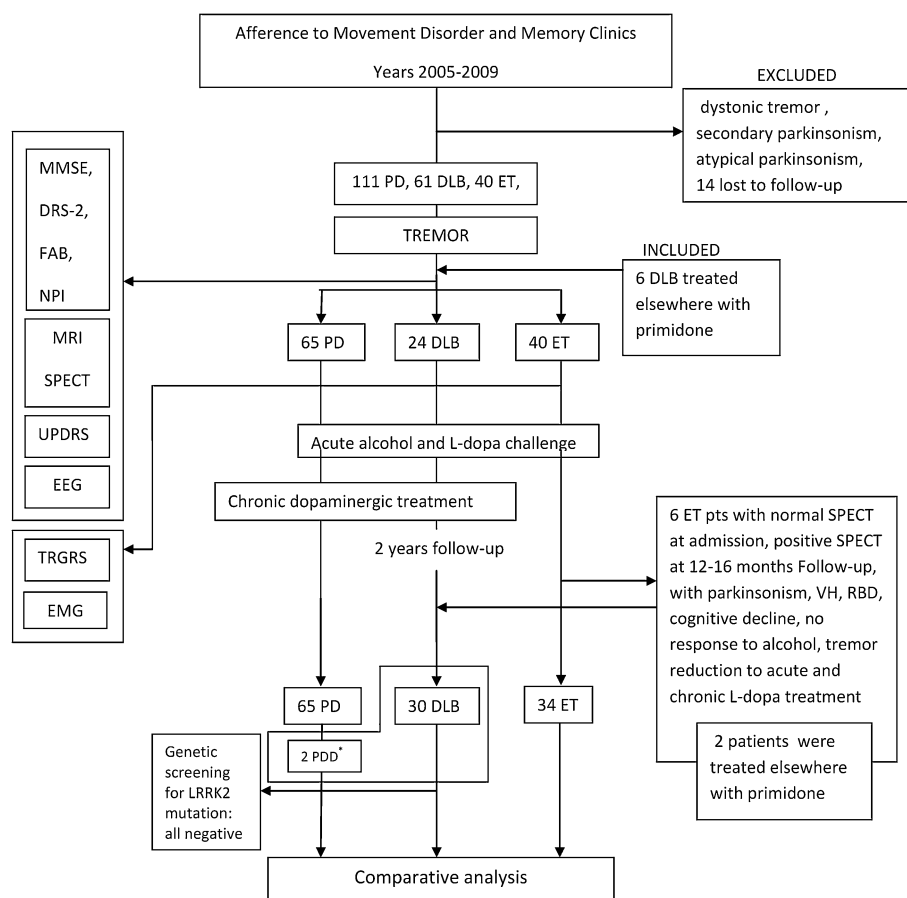 Afference to Movement Disorder and Memory Clinics
Years 2005-2009
EXCLUDED
dystonic tremor ,
secondary parkinsonism,
atypical parkinsonism,
14 lost to follow-up
MMSE,
DRS-2,
FAB,
NPI
MRI
SPECT
UPDRS
EEG
TRGRS
EMG
111 PD, 61 DLB, 40 ET,
TREMOR
INCLUDED
6 DLB treated
elsewhere with
primidone
65 PD
24 DLB
40 ET
Acute alcohol and L-dopa challenge
Chronic dopaminergic treatment
2 years follow-up
6 ET pts with normal SPECT
at admission, positive SPECT
at 12-16 months Follow-up,
with parkinsonism, VH, RBD,
cognitive decline, no
response to alcohol, tremor
reduction to acute and
chronic L-dopa treatment
2 patients were
treated elsewhere
with primidone
65 PD
30 DLB
34 ET
2 PDD*
Genetic
screening
for LRRK2
mutation:
all negative
Comparative analysis